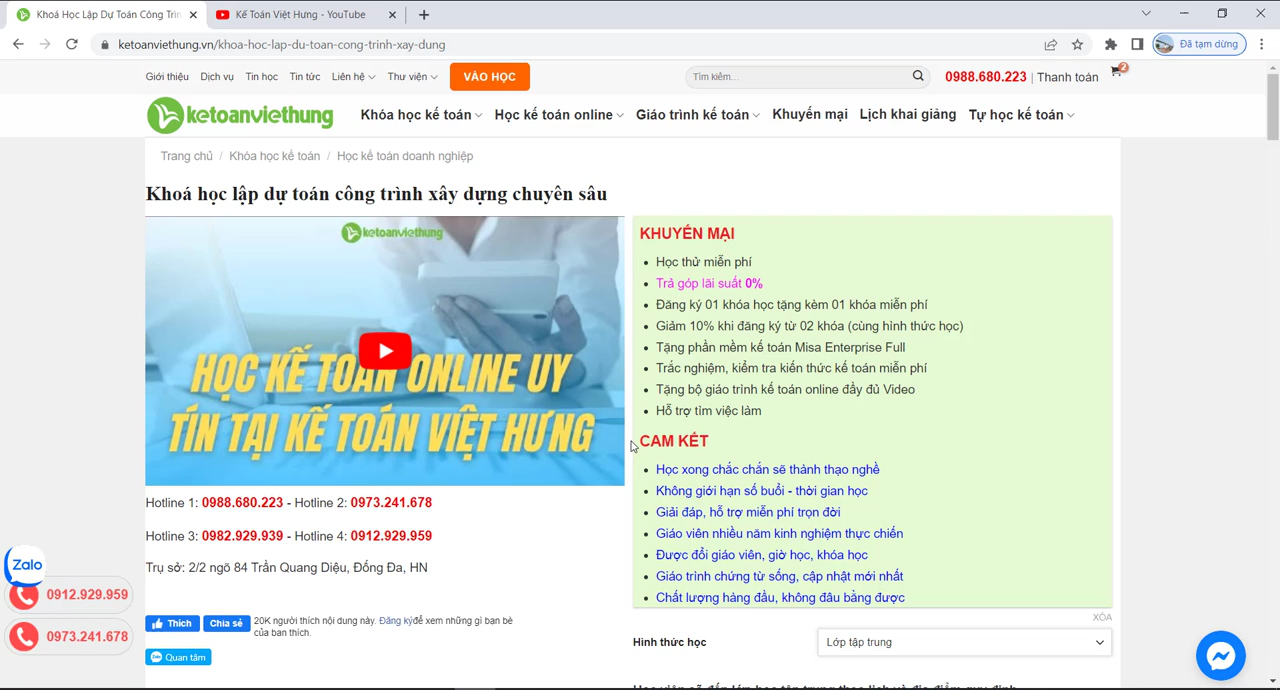 Khoá Học Lập Dự Toán Công Trìn
Kế Toán Việt Hưng - YouTube
ketoanviethung.vn/khoa-hoc-lap-du-toan-cong-trinh-xay-dung
Đã tạm dừng
Giới thiệu Dịch vụ Tin học Tin tức Liên hệ Thư viện VÀO HỌC
Tìm kiếm...
0988.680.223 | Thanh toán 2
ketoanviethung
Khóa học kế toán Học kế toán online Giáo trình kế toán Khuyến mại Lịch khai giảng Tự học kế toán
Trang chủ / Khóa học kế toán / Học kế toán doanh nghiệp
Khoá học lập dự toán công trình xây dựng chuyên sâu
ketoanviethung
HỌC KẾ TOÁN ONLINE UY
TÍN TẠI KẾ TOÁN VIỆT HƯNG
Hotline 1: 0988.680.223 - Hotline 2: 0973.241.678
Hotline 3: 0982.929.939 - Hotline 4: 0912.929.959
Trụ sở: 2/2 ngõ 84 Trần Quang Diệu, Đống Đa, HN
Zalo
0912.929.959
0973.241.678
Thích Chia sẻ 20K người thích nội dung này. Đăng ký để xem những gì bạn bè
của bạn thích.
Quan tâm
KHUYẾN MẠI
Học thử miễn phí
Trả góp lãi suất 0%
Đăng ký 01 khóa học tặng kèm 01 khóa miễn phí
Giảm 10% khi đăng ký từ 02 khóa (cùng hình thức học)
Tặng phần mềm kế toán Misa Enterprise Full
Trắc nghiệm, kiểm tra kiến thức kế toán miễn phí
Tặng bộ giáo trình kế toán online đầy đủ Video
Hỗ trợ tìm việc làm
CAM KẾT
Học xong chắc chắn sẽ thành thạo nghề
Không giới hạn số buổi - thời gian học
Giải đáp, hỗ trợ miễn phí trọn đời
Giáo viên nhiều năm kinh nghiệm thực chiến
Được đổi giáo viên, giờ học, khóa học
Giáo trình chứng từ sống, cập nhật mới nhất
Chất lượng hàng đầu, không đâu bằng được
XÓA
Hình thức học Lớp tập trung